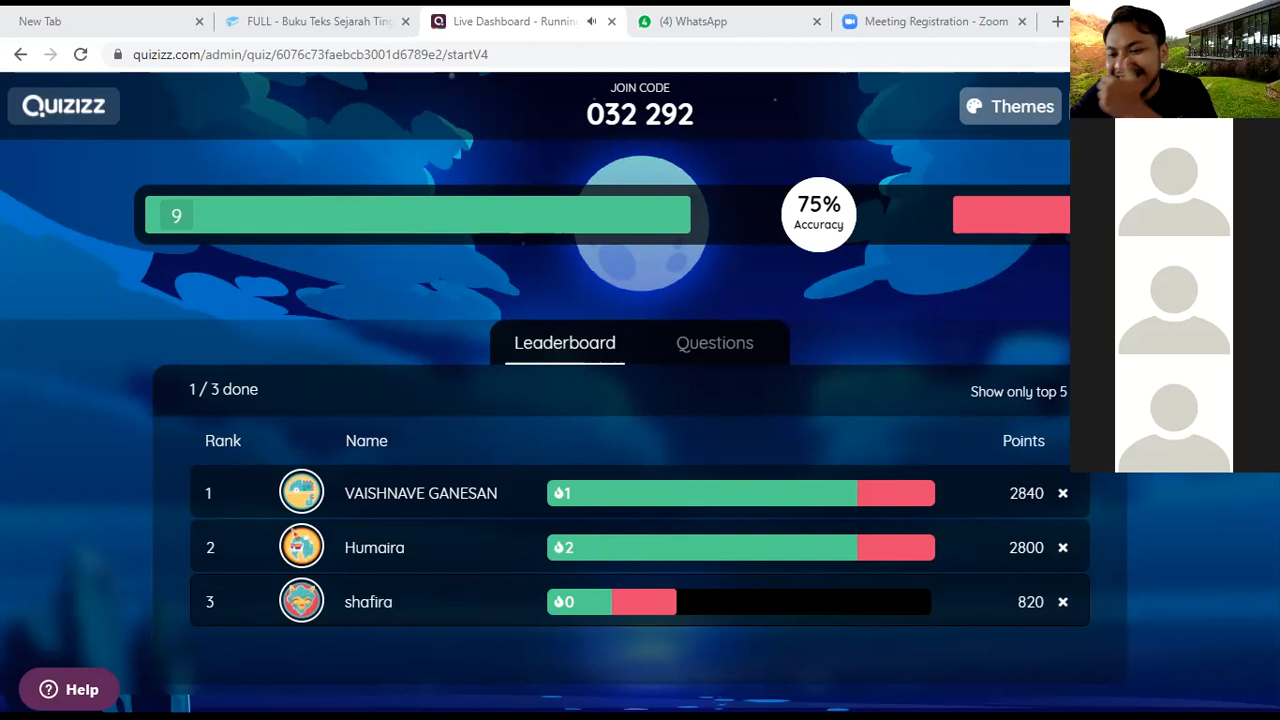 New Tab
FULL - Buku Teks Sejarah Ting
Live Dashboard - Runnin
(4) WhatsApp
Meeting Registration - Zoom
quizizz.com/admin/quiz/6076c73faebcb3001d6789e2/startV4
Quizizz
JOIN CODE
032 292
Themes
9
75%
Accuracy
Leaderboard
Questions
1 / 3 done
Show only top 5
Rank Name Points
1 VAISHNAVE GANESAN 1 2840
2 Humaira 2 2800
3 shafira 0 820
Help